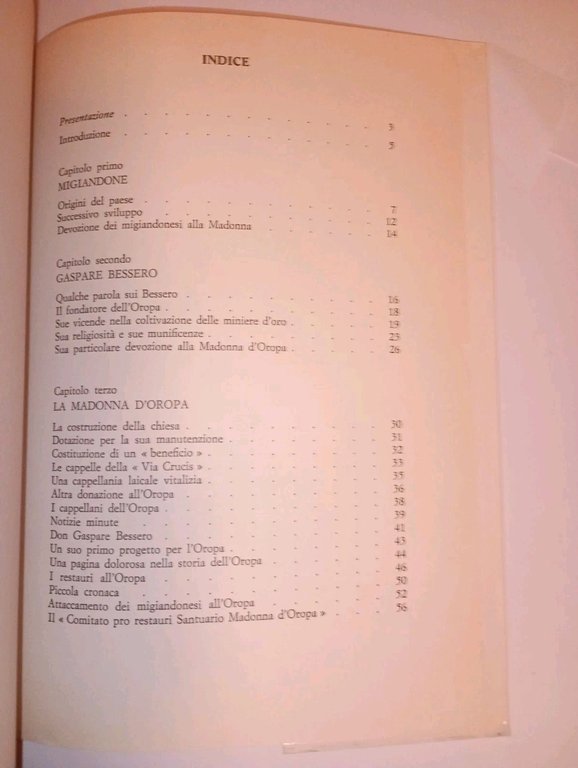 INDICE
Presentazione . . . . . . . . . . . . . 3
Introduzione . . . . . . . . . . . . . 5
Capitolo primo
MIGIANDONE
Origini del paese . . . . . . . . . . . . 7
Successivo sviluppo . . . . . . . . . . . 12
Devozione dei migiandonesi alla Madonna . . . . . . 14
Capitolo secondo
GASPARE BESSERO
Qualche parola sui Bessero . . . . . . . . . . 16
Il fondatore dell'Oropa . . . . . . . . . . . 18
Sue vicende nella coltivazione delle miniere d'oro . . . . . 19
Sua religiosità e sue munificenze . . . . . . . . . 23
Sua particolare devozione alla Madonna d'Oropa . . . . . 26
Capitolo terzo
LA MADONNA D'OROPA
La costruzione della chiesa . . . . . . . . . . 30
Dotazione per la sua manutenzione . . . . . . . . 31
Costituzione di un « beneficio » . . . . . . . . . 32
Le cappelle della « Via Crucis » . . . . . . . . . 33
Una cappellania laicale vitalizia . . . . . . . . . 35
Altra donazione all'Oropa . . . . . . . . . . 36
I cappellani dell'Oropa . . . . . . . . . . . 38
Notizie minute . . . . . . . . . . . . 39
Don Gaspare Bessero . . . . . . . . . . . 41
Un suo primo progetto per l'Oropa . . . . . . . . 43
Una pagina dolorosa nella storia dell'Oropa . . . . . . 44
I restauri all'Oropa . . . . . . . . . . . 46
Piccola cronaca . . . . . . . . . . . . 50
Attaccamento dei migiandonesi all'Oropa . . . . . . 52
Il « Comitato pro restauri Santuario Madonna d'Oropa » . . . 56